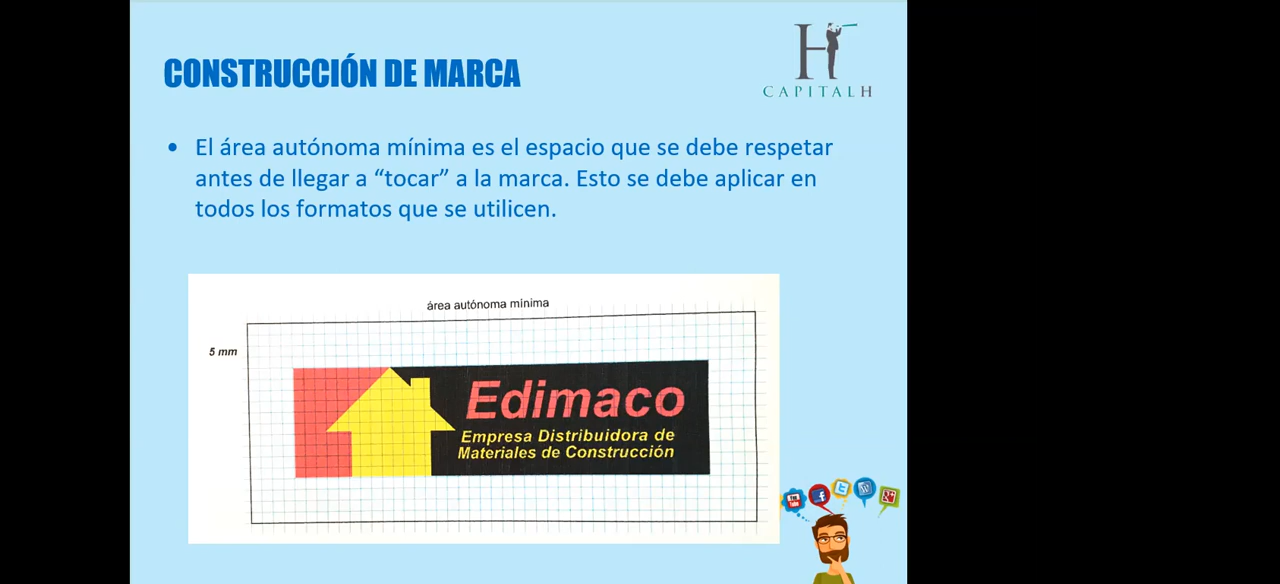 CONSTRUCCIÓN DE MARCA
H
CAPITALH
• El área autónoma mínima es el espacio que se debe respetar
antes de llegar a “tocar” a la marca. Esto se debe aplicar en
todos los formatos que se utilicen.
área autónoma mínima
5 mm
Edimaco
Empresa Distribuidora de
Materiales de Construcción